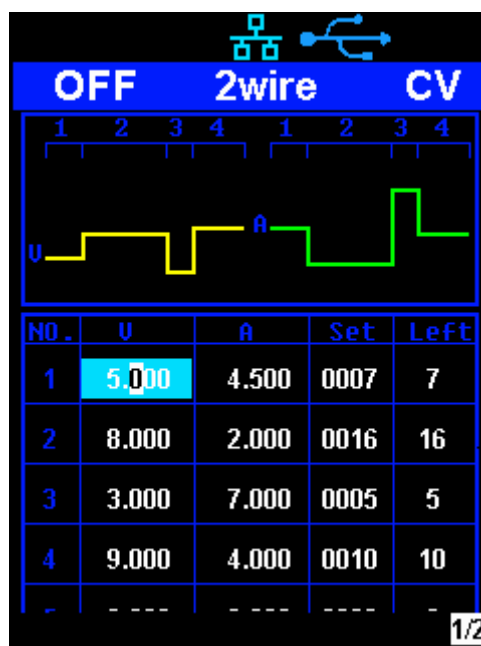 OFF 2wire CV
1 2 3 4 1 2 3 4
V A
NO. V A Set Left
1 5.000 4.500 0007 7
2 8.000 2.000 0016 16
3 3.000 7.000 0005 5
4 9.000 4.000 0010 10
1/2